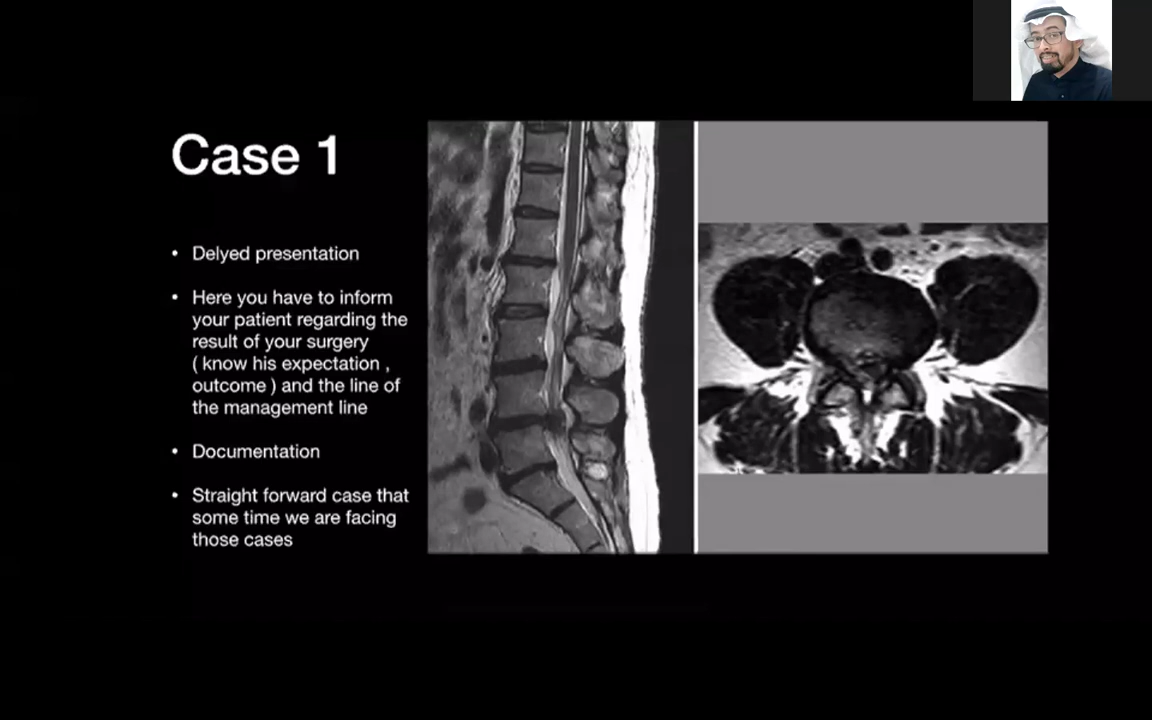 Case 1
• Delyed presentation
• Here you have to inform
your patient regarding the
result of your surgery
( know his expectation ,
outcome ) and the line of
the management line
• Documentation
• Straight forward case that
some time we are facing
those cases